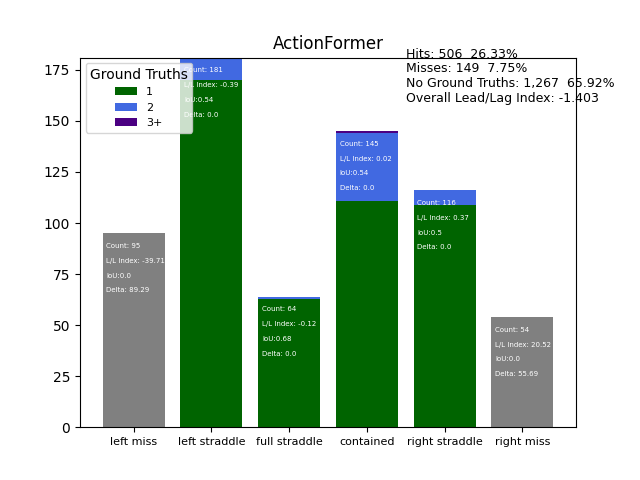 ActionFormer
Hits: 506 26.33%
Misses: 149 7.75%
No Ground Truths: 1,267 65.92%
Overall Lead/Lag Index: -1.403
Ground Truths
1
2
3+
175
150
125
100
75
50
25
0
Count: 95
L/L Index: -39.71
IoU:0.0
Delta: 89.29
Count: 181
L/L Index: -0.39
IoU:0.54
Delta: 0.0
Count: 64
L/L Index: -0.12
IoU:0.68
Delta: 0.0
Count: 145
L/L Index: 0.02
IoU:0.54
Delta: 0.0
Count: 116
L/L Index: 0.37
IoU:0.5
Delta: 0.0
Count: 54
L/L Index: 20.52
IoU:0.0
Delta: 55.69
left miss
left straddle
full straddle
contained
right straddle
right miss